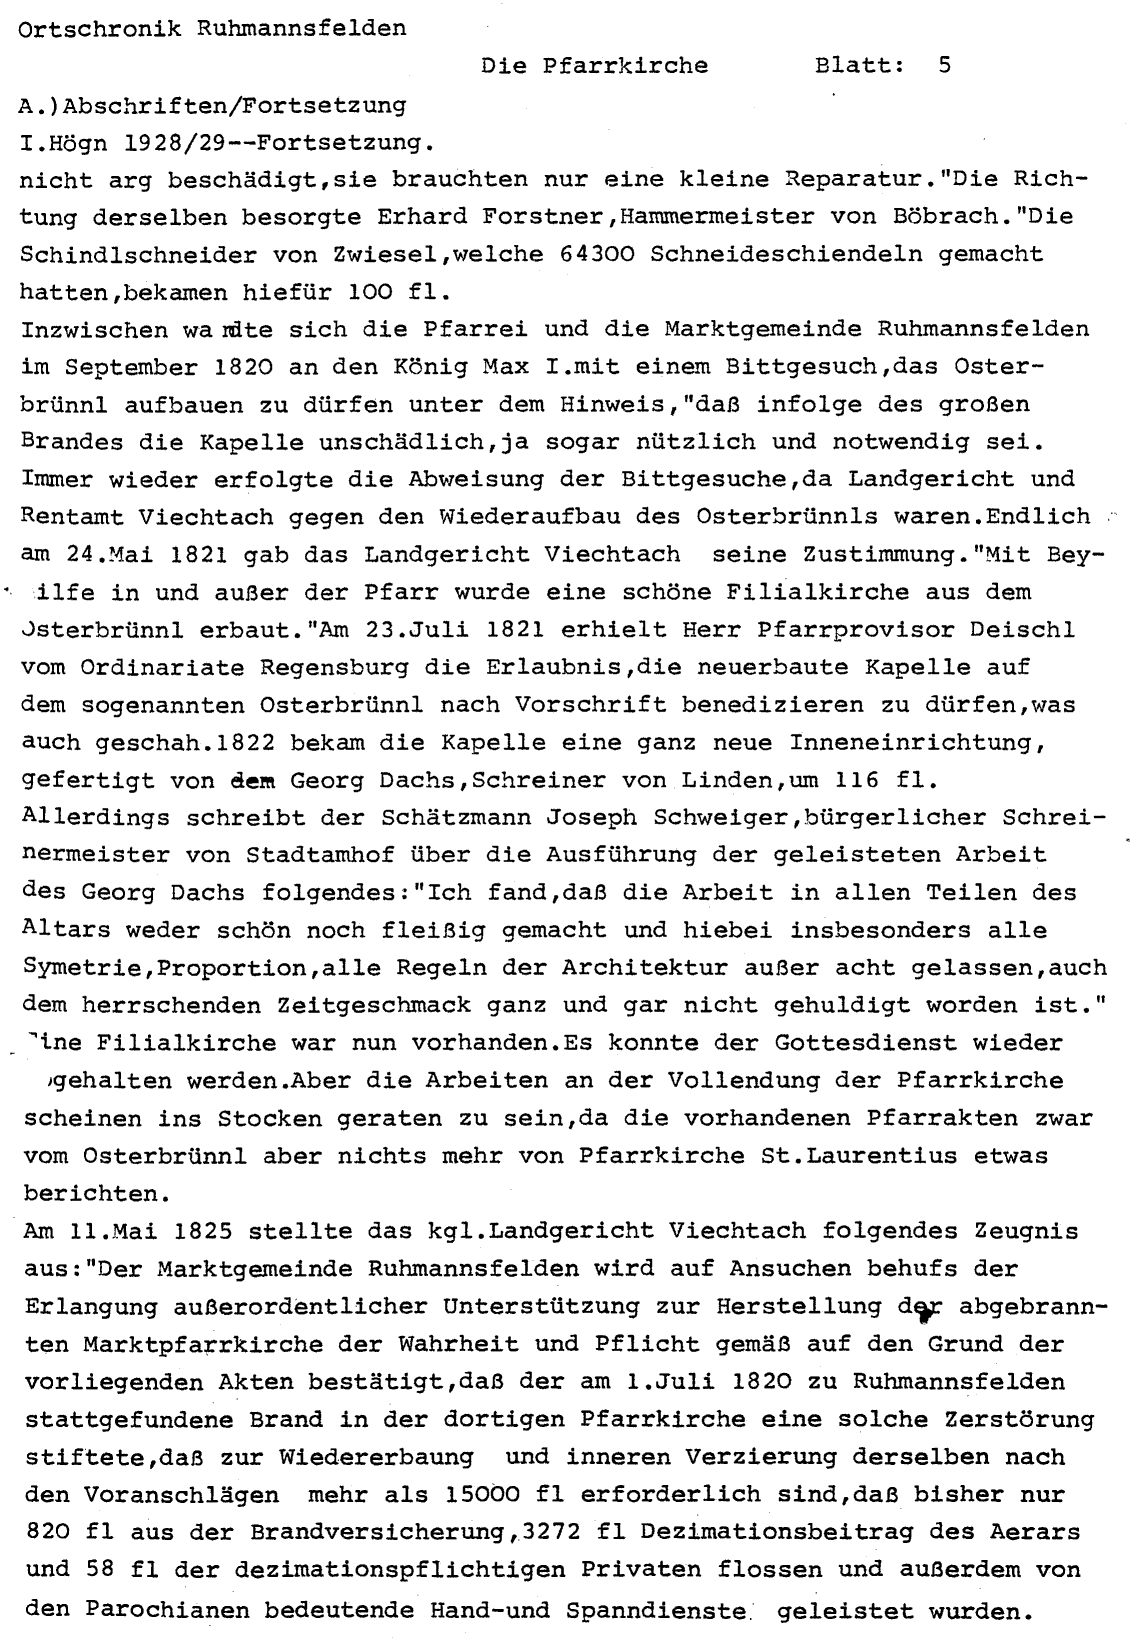 Ortschronik Ruhmannsfelden
Die Pfarrkirche Blatt: 5
A.)Abschriften/Fortsetzung
I.Högn 1928/29--Fortsetzung.
nicht arg beschädigt,sie brauchten nur eine kleine Reparatur."Die Rich-
tung derselben besorgte Erhard Forstner,Hammermeister von Böbrach."Die
Schindlschneider von Zwiesel,welche 64300 Schneideschiendeln gemacht
hatten,bekamen hiefür 100 fl.
Inzwischen wandte sich die Pfarrei und die Marktgemeinde Ruhmannsfelden
im September 1820 an den König Max I.mit einem Bittgesuch,das Oster-
brünnl aufbauen zu dürfen unter dem Hinweis,"daß infolge des großen
Brandes die Kapelle unschädlich,ja sogar nützlich und notwendig sei.
Immer wieder erfolgte die Abweisung der Bittgesuche,da Landgericht und
Rentamt Viechtach gegen den Wiederaufbau des Osterbrünnls waren.Endlich
am 24.Mai 1821 gab das Landgericht Viechtach seine Zustimmung."Mit Bey-
ilfe in und außer der Pfarr wurde eine schöne Filialkirche aus dem
Osterbrünnl erbaut."Am 23.Juli 1821 erhielt Herr Pfarrprovisor Deischl
vom Ordinariate Regensburg die Erlaubnis,die neuerbaute Kapelle auf
dem sogenannten Osterbrünnl nach Vorschrift benedizieren zu dürfen,was
auch geschah.1822 bekam die Kapelle eine ganz neue Inneneinrichtung,
gefertigt von dem Georg Dachs,Schreiner von Linden,um 116 fl.
Allerdings schreibt der Schätzmann Joseph Schweiger,bürgerlicher Schrei-
nermeister von Stadtamhof über die Ausführung der geleisteten Arbeit
des Georg Dachs folgendes:"Ich fand,daß die Arbeit in allen Teilen des
Altars weder schön noch fleißig gemacht und hiebei insbesonders alle
Symetrie,Proportion,alle Regeln der Architektur außer acht gelassen,auch
dem herrschenden Zeitgeschmack ganz und gar nicht gehuldigt worden ist."
Eine Filialkirche war nun vorhanden.Es konnte der Gottesdienst wieder
gehalten werden.Aber die Arbeiten an der Vollendung der Pfarrkirche
scheinen ins Stocken geraten zu sein,da die vorhandenen Pfarrakten zwar
vom Osterbrünnl aber nichts mehr von Pfarrkirche St.Laurentius etwas
berichten.
Am 11.Mai 1825 stellte das kgl.Landgericht Viechtach folgendes Zeugnis
aus:"Der Marktgemeinde Ruhmannsfelden wird auf Ansuchen behufs der
Erlangung außerordentlicher Unterstützung zur Herstellung der abgebrann-
ten Marktpfarrkirche der Wahrheit und Pflicht gemäß auf den Grund der
vorliegenden Akten bestätigt,daß der am 1.Juli 1820 zu Ruhmannsfelden
stattgefundene Brand in der dortigen Pfarrkirche eine solche Zerstörung
stiftete,daß zur Wiedererbaung und inneren Verzierung derselben nach
den Voranschlägen mehr als 15000 fl erforderlich sind,daß bisher nur
820 fl aus der Brandversicherung,3272 fl Dezimationsbeitrag des Aerars
und 58 fl der dezimationspflichtigen Privaten flossen und außerdem von
den Parochianen bedeutende Hand-und Spanndienste geleistet wurden.